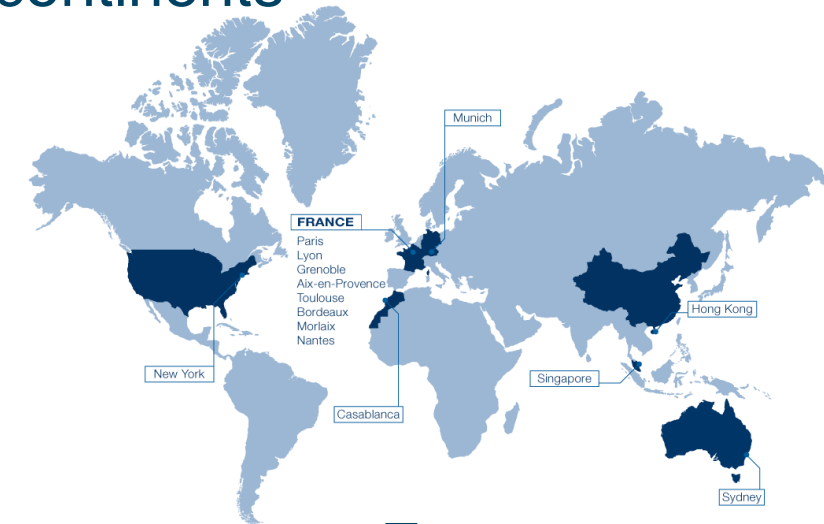 continents
Munich
FRANCE
Paris
Lyon
Grenoble
Aix-en-Provence
Toulouse
Bordeaux
Morlaix
Nantes
Hong Kong
New York
Singapore
Casablanca
Sydney